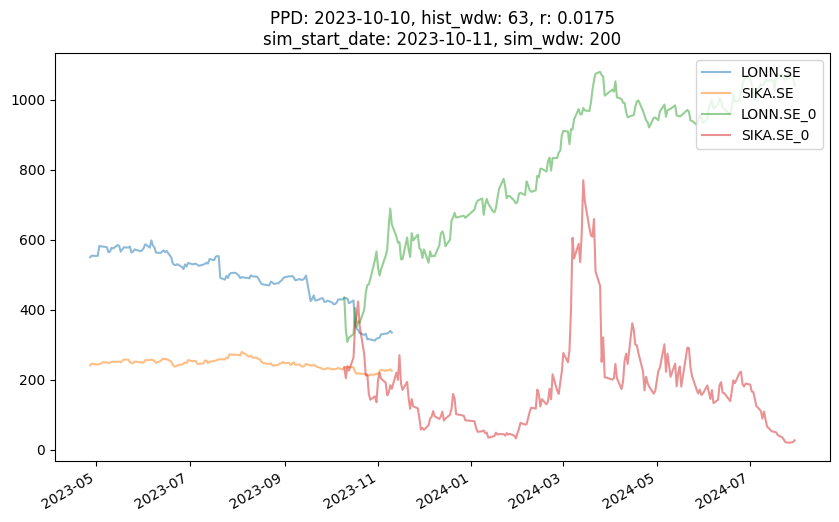 PPD: 2023-10-10, hist_wdw: 63, r: 0.0175
sim_start_date: 2023-10-11, sim_wdw: 200
LONN.SE
SIKA.SE
LONN.SE_0
SIKA.SE_0
1000
800
600
400
200
0
2023-05
2023-07
2023-09
2023-11
2024-01
2024-03
2024-05
2024-07